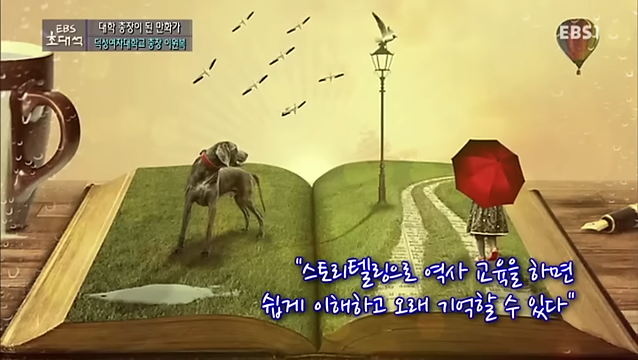 EBS
초대석
대학 총장이 된 만화가
덕성여자대학교 총장 이원복
EBS1
"스토리텔링으로 역사 교육을 하면
쉽게 이해하고 오래 기억할 수 있다"